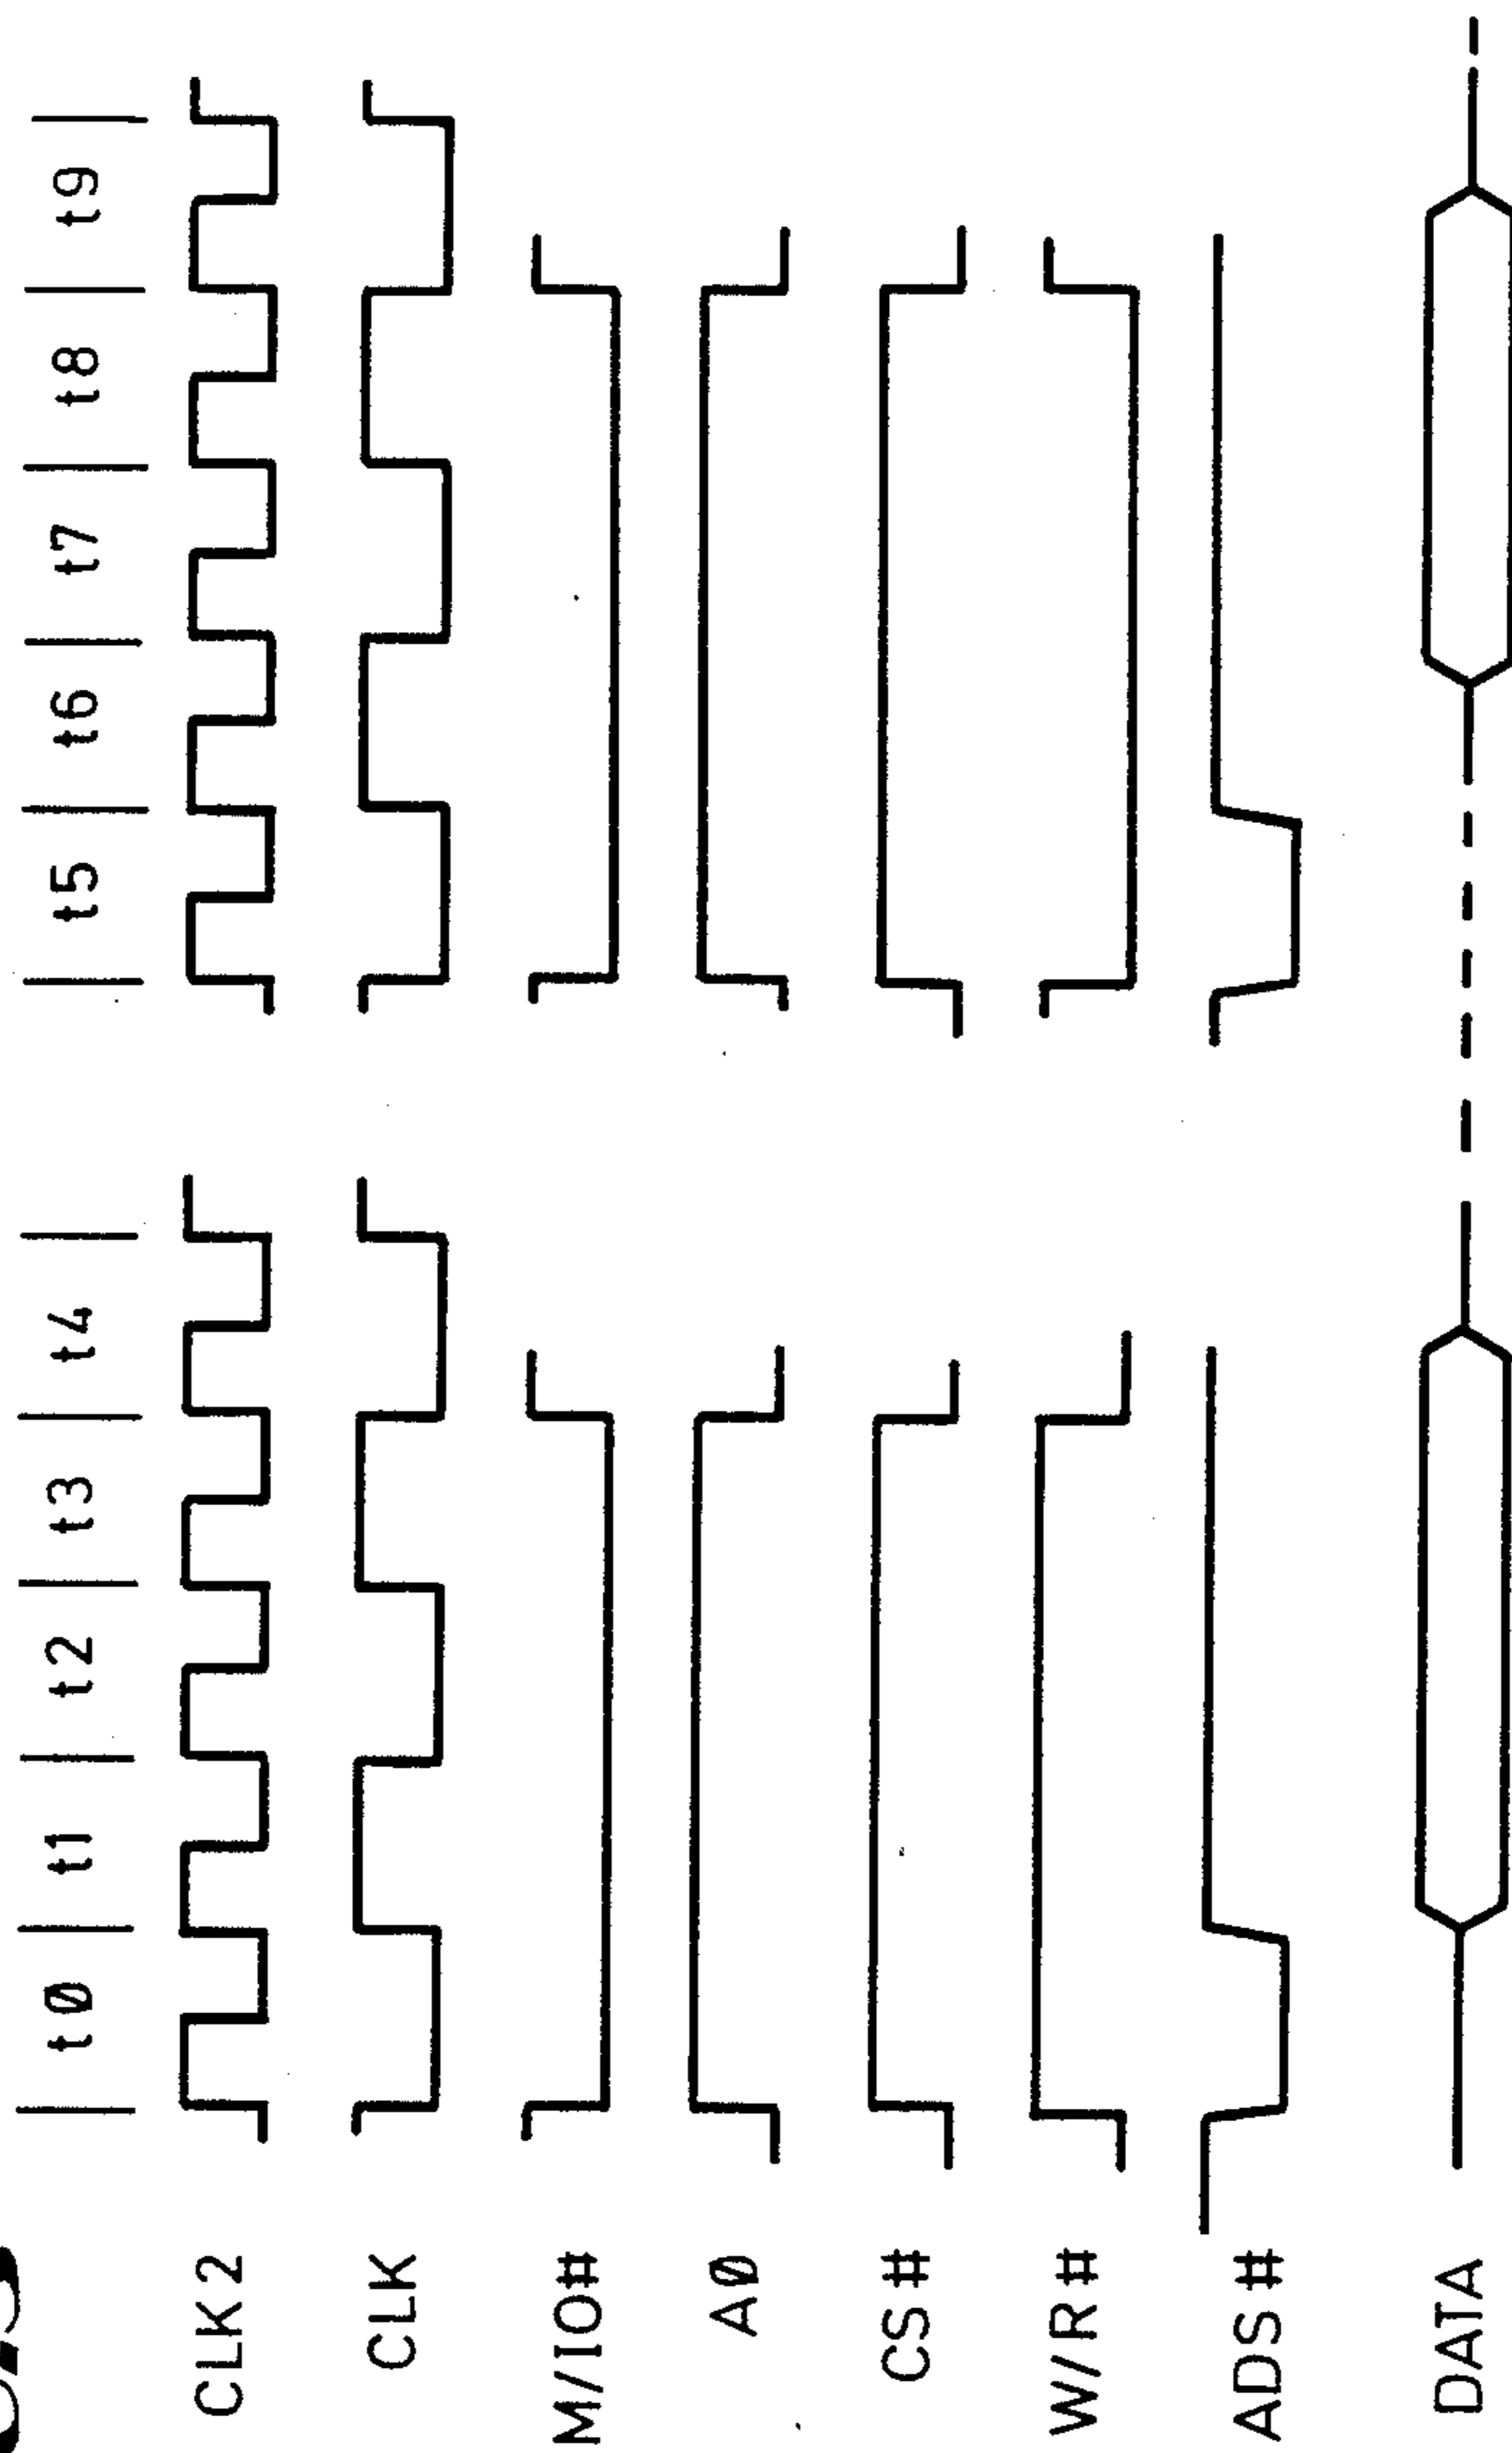 tØ t1 t2 t3 t4 t5 t6 t7 t8 t9
CLK2
CLK
M/IO#
AØ
CS#
W/R#
ADS#
DATA